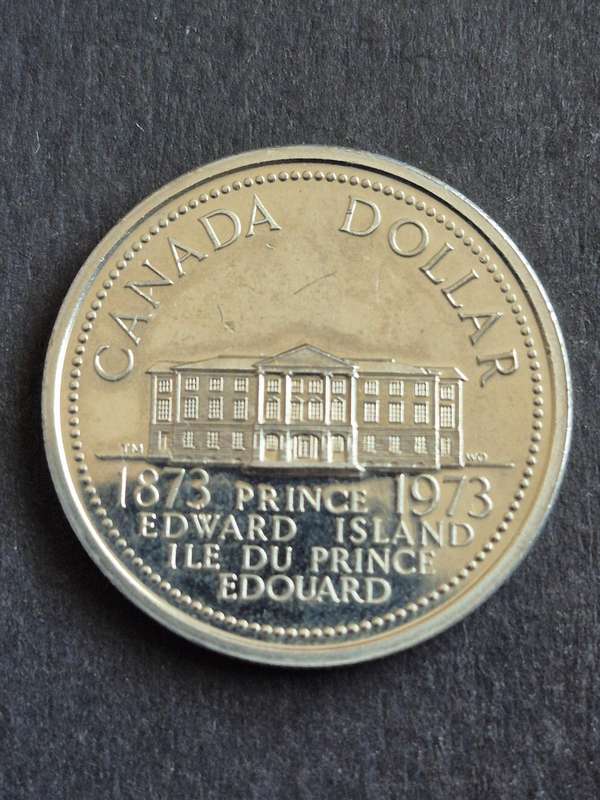 CANADA DOLLAR
TM WO
1873 PRINCE 1973
EDWARD ISLAND
ILE DU PRINCE
EDOUARD